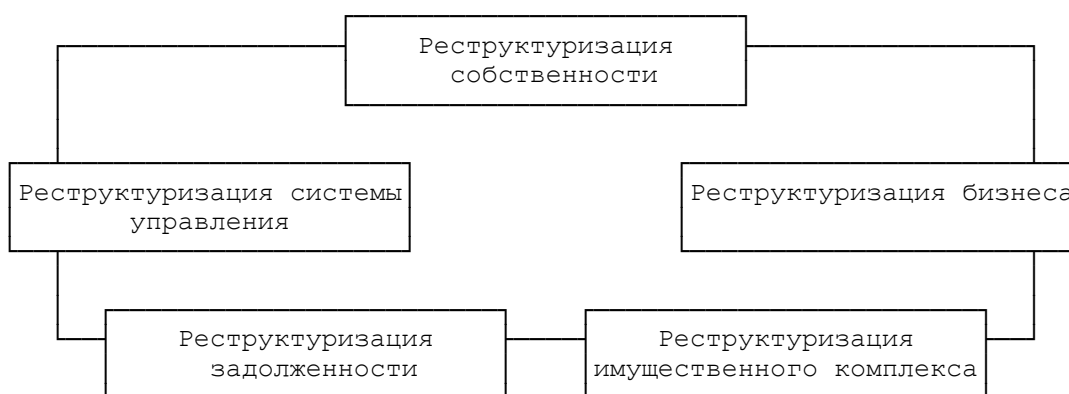 Реструктуризация
собственности
Реструктуризация системы
управления
Реструктуризация бизнеса
Реструктуризация
задолженности
Реструктуризация
имущественного комплекса